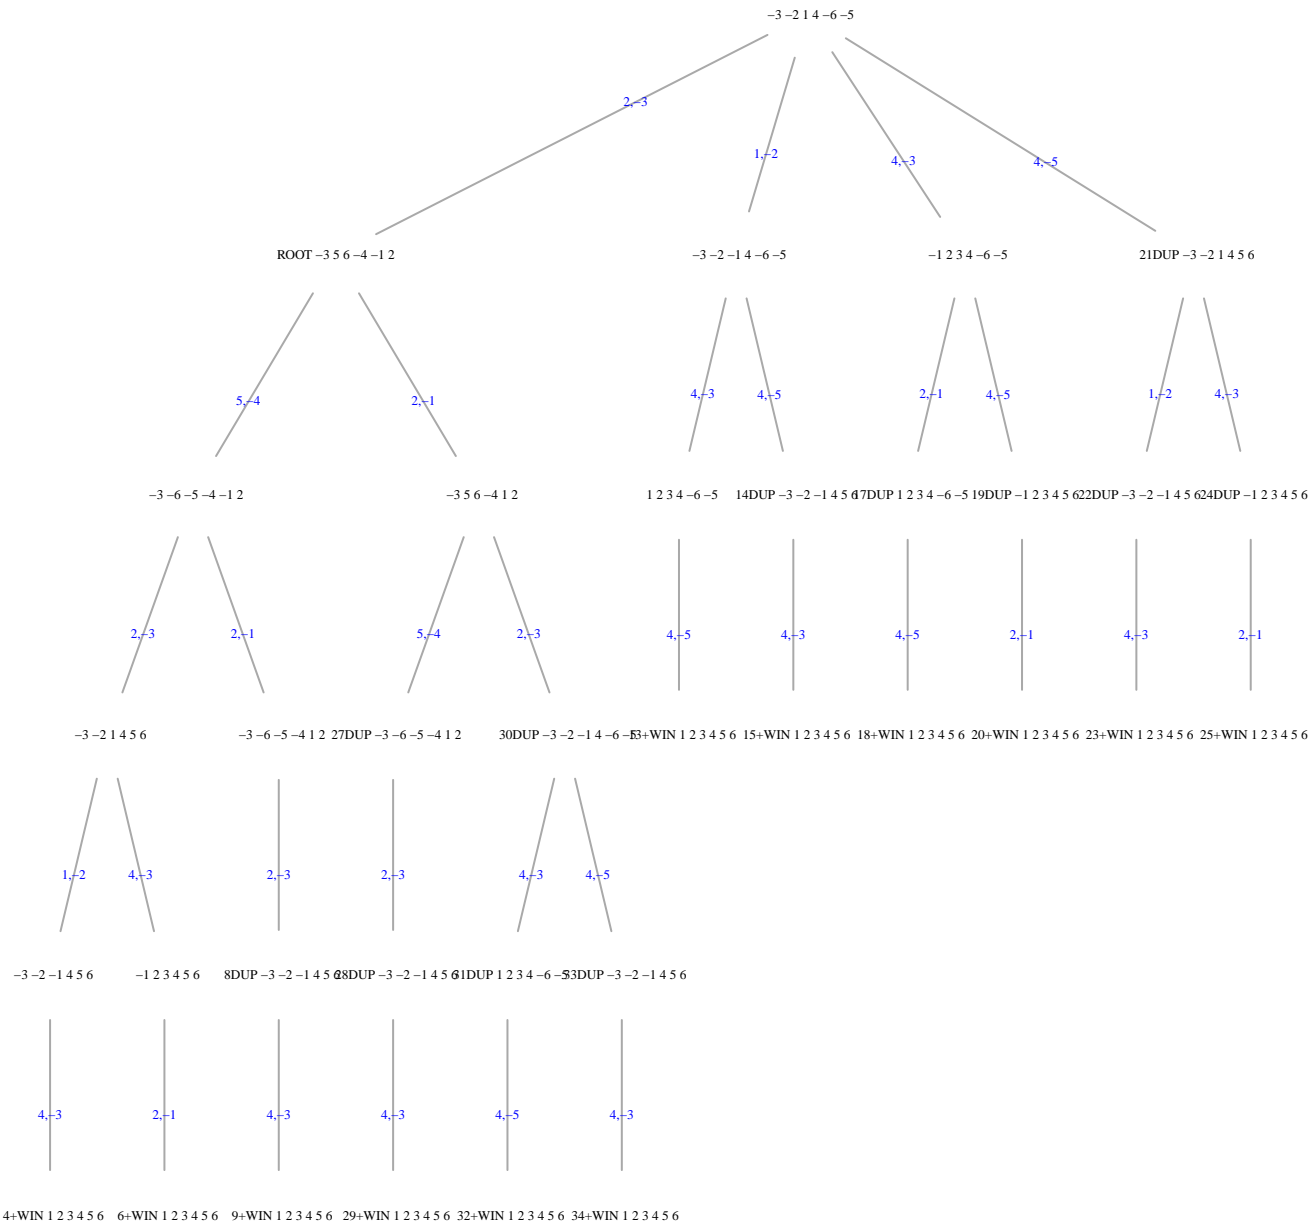 −3 −2 1 4 −6 −5
2,−3
1,−2
4,−3
4,−5
ROOT −3 5 6 −4 −1 2
−3 −2 −1 4 −6 −5
−1 2 3 4 −6 −5
21DUP −3 −2 1 4 5 6
5,−4
2,−1
4,−3
4,−5
2,−1
4,−5
1,−2
4,−3
−3 −6 −5 −4 −1 2
−3 5 6 −4 1 2
1 2 3 4 −6 −5
14DUP −3 −2 −1 4 5 6
17DUP 1 2 3 4 −6 −5
19DUP −1 2 3 4 5 6
22DUP −3 −2 −1 4 5 6
24DUP −1 2 3 4 5 6
2,−3
2,−1
5,−4
2,−3
4,−5
4,−3
4,−5
2,−1
4,−3
2,−1
−3 −2 1 4 5 6
−3 −6 −5 −4 1 2
27DUP −3 −6 −5 −4 1 2
30DUP −3 −2 −1 4 −6 −5
13+WIN 1 2 3 4 5 6
15+WIN 1 2 3 4 5 6
18+WIN 1 2 3 4 5 6
20+WIN 1 2 3 4 5 6
23+WIN 1 2 3 4 5 6
25+WIN 1 2 3 4 5 6
1,−2
4,−3
2,−3
2,−3
4,−3
4,−5
−3 −2 −1 4 5 6
−1 2 3 4 5 6
8DUP −3 −2 −1 4 5 6
28DUP −3 −2 −1 4 5 6
31DUP 1 2 3 4 −6 −5
33DUP −3 −2 −1 4 5 6
4,−3
2,−1
4,−3
4,−3
4,−5
4,−3
4+WIN 1 2 3 4 5 6
6+WIN 1 2 3 4 5 6
9+WIN 1 2 3 4 5 6
29+WIN 1 2 3 4 5 6
32+WIN 1 2 3 4 5 6
34+WIN 1 2 3 4 5 6